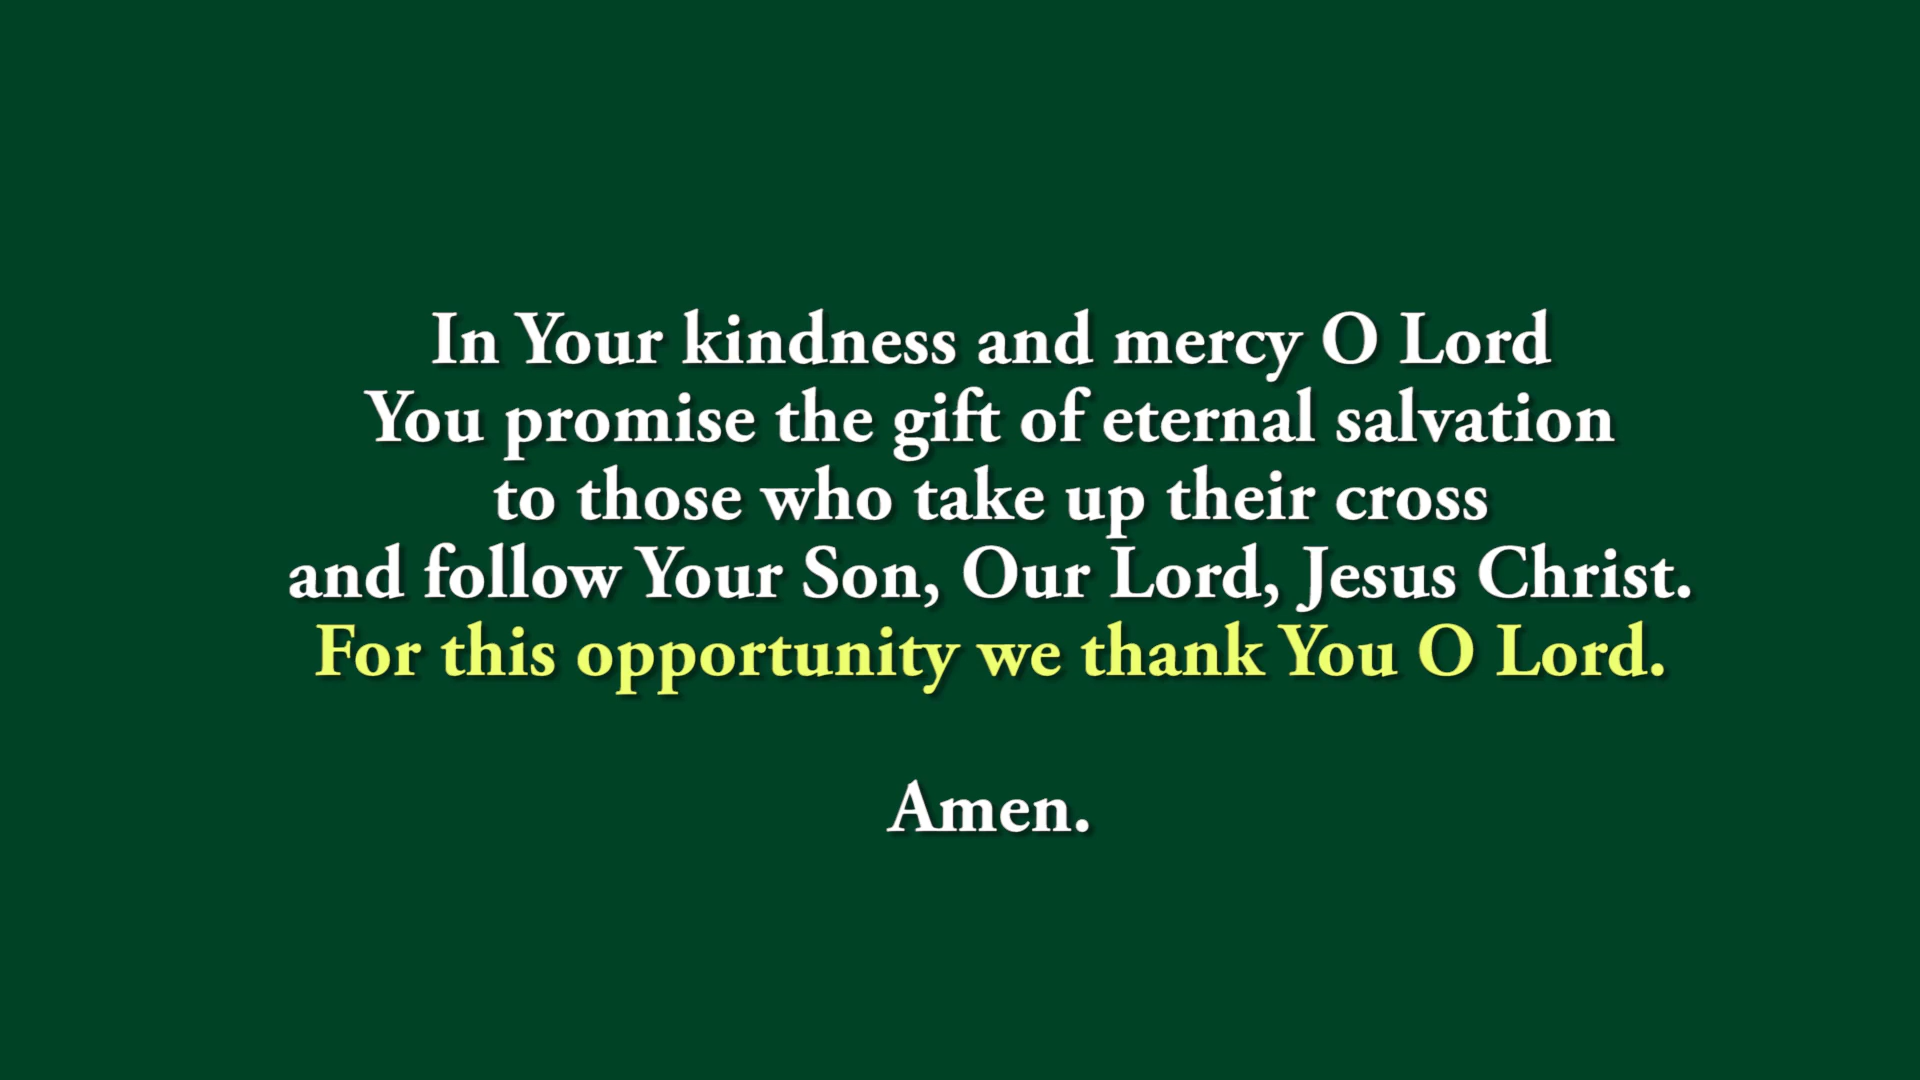 In Your kindness and mercy O Lord
You promise the gift of eternal salvation
to those who take up their cross
and follow Your Son, Our Lord, Jesus Christ.
For this opportunity we thank You O Lord.
Amen.